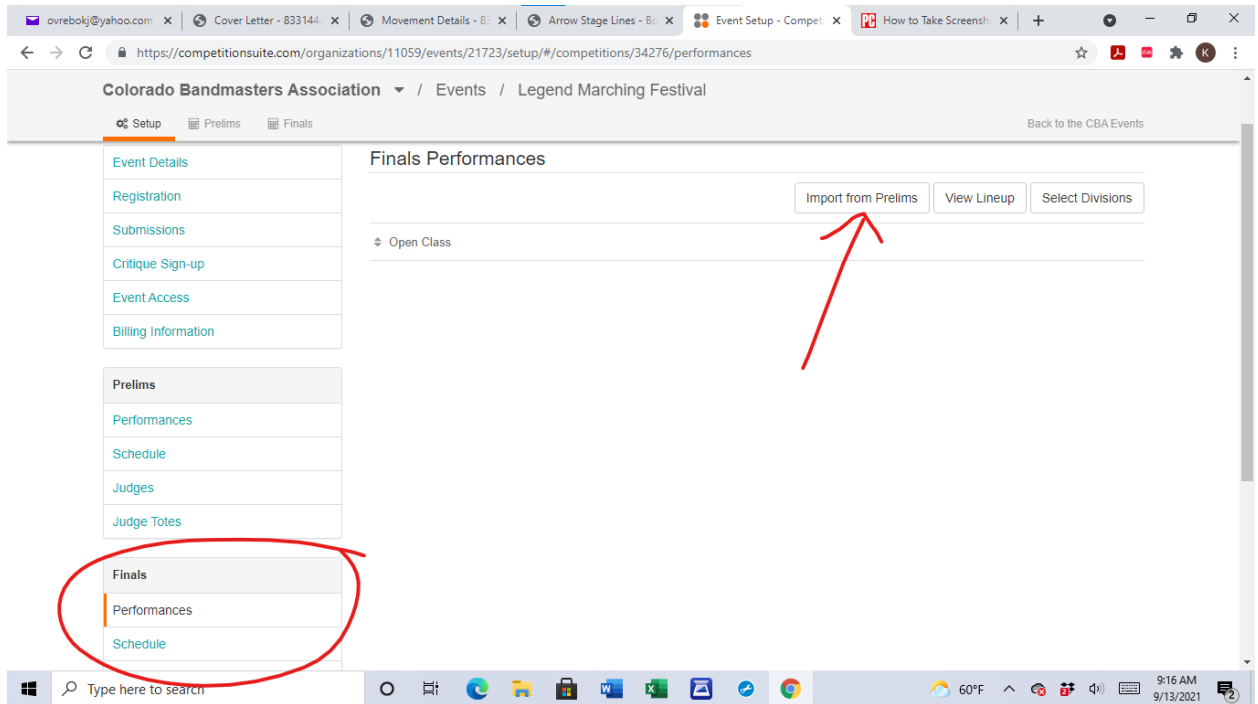 ovrebokj@yahoo.com
Cover Letter - 833144.
Movement Details - 8
Arrow Stage Lines - Bo
Event Setup - Competi
How to Take Screensh
https://competitionsuite.com/organizations/11059/events/21723/setup/#/competitions/34276/performances
K
Colorado Bandmasters Association / Events / Legend Marching Festival
Setup Prelims Finals Back to the CBA Events
Event Details
Registration
Submissions
Critique Sign-up
Event Access
Billing Information
Prelims
Performances
Schedule
Judges
Judge Totes
Finals
Performances
Schedule
Finals Performances
Import from Prelims View Lineup Select Divisions
Open Class
Type here to search
60°F
9:16 AM
9/13/2021
2